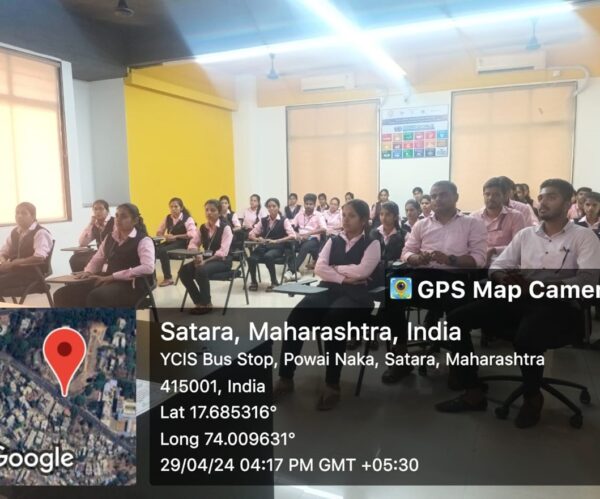 GPS Map Camer
Satara, Maharashtra, India
YCIS Bus Stop, Powai Naka, Satara, Maharashtra
415001, India
Lat 17.685316°
Long 74.009631°
29/04/24 04:17 PM GMT +05:30
Google